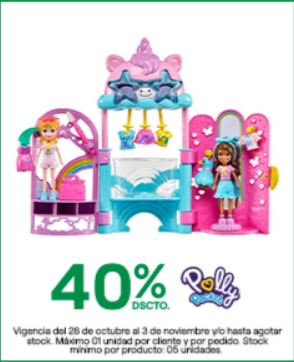 40%
DSCTO.
Polly
Pocket
Vigencia del 28 de octubre al 3 de noviembre y/o hasta agotar
stock. Máximo 01 unidad por cliente y por pedido. Stock
mínimo por producto: 05 unidades.